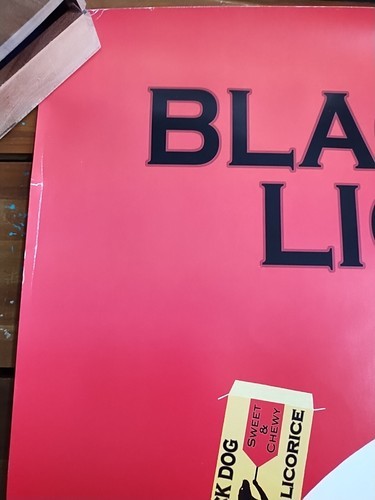 BLA
LI
CK DOG
SWEET
&
CHEWY
LICORICE